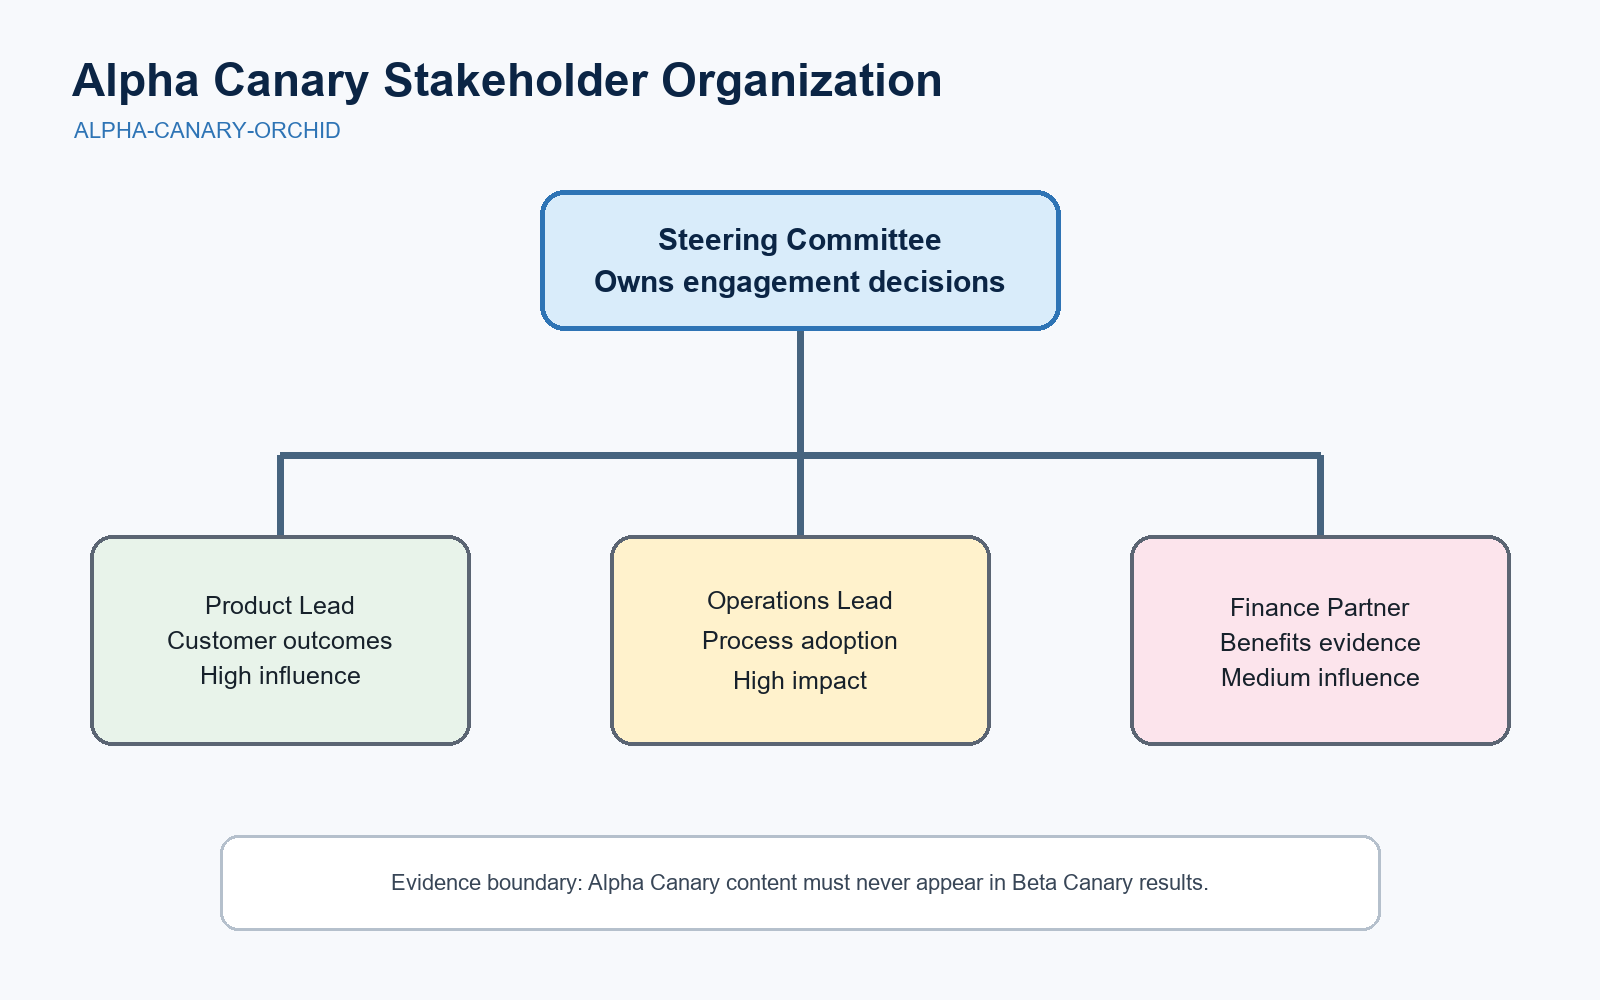 Alpha Canary Stakeholder Organization
ALPHA-CANARY-ORCHID
Steering Committee
Owns engagement decisions
Product Lead
Customer outcomes
High influence
Operations Lead
Process adoption
High impact
Finance Partner
Benefits evidence
Medium influence
Evidence boundary: Alpha Canary content must never appear in Beta Canary results.